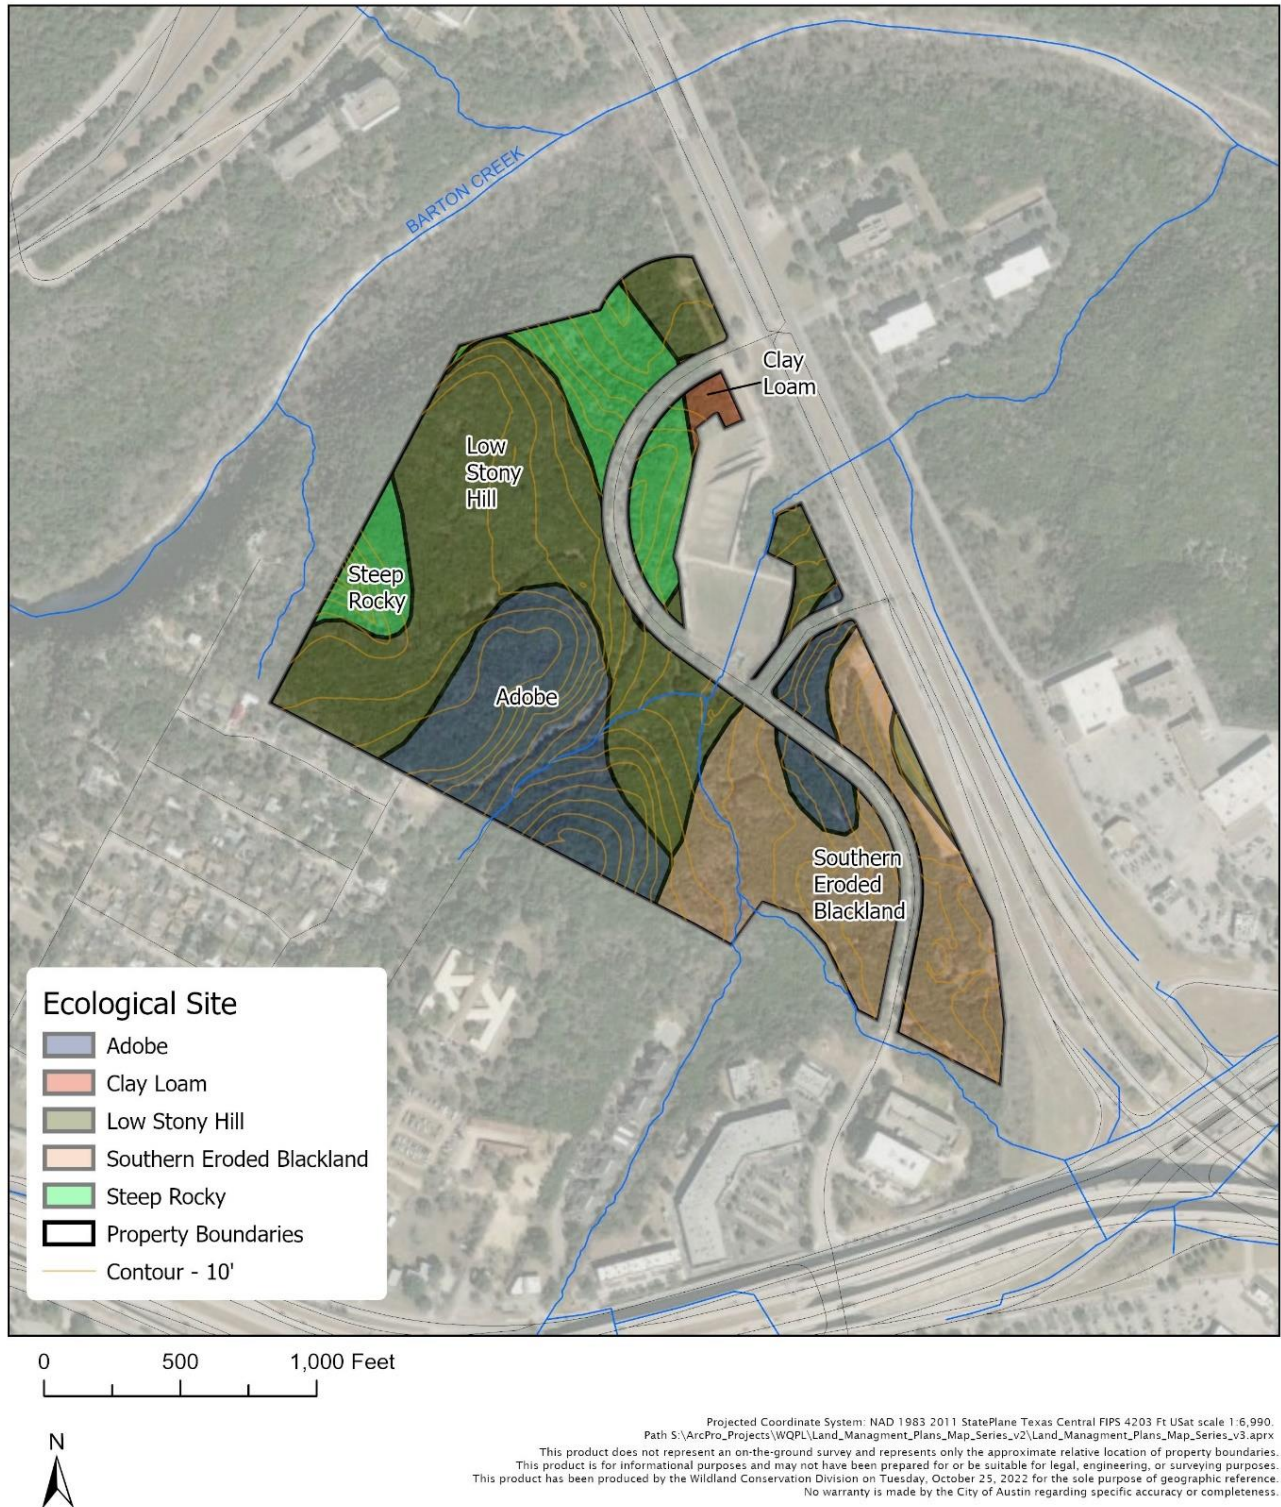 BARTON CREEK
Clay
Loam
Low
Stony
Hill
Steep
Rocky
Adobe
Southern
Eroded
Blackland
Ecological Site
Adobe
Clay Loam
Low Stony Hill
Southern Eroded Blackland
Steep Rocky
Property Boundaries
Contour - 10'
0 500 1,000 Feet
N
Projected Coordinate System: NAD 1983 2011 StatePlane Texas Central FIPS 4203 Ft USat scale 1:6,990.
Path S:\ArcPro_Projects\WQPL\Land_Managment_Plans_Map_Series_v2\Land_Managment_Plans_Map_Series_v3.aprx
This product does not represent an on-the-ground survey and represents only the approximate relative location of property boundaries.
This product is for informational purposes and may not have been prepared for or be suitable for legal, engineering, or surveying purposes.
This product has been produced by the Wildland Conservation Division on Tuesday, October 25, 2022 for the sole purpose of geographic reference.
No warranty is made by the City of Austin regarding specific accuracy or completeness.